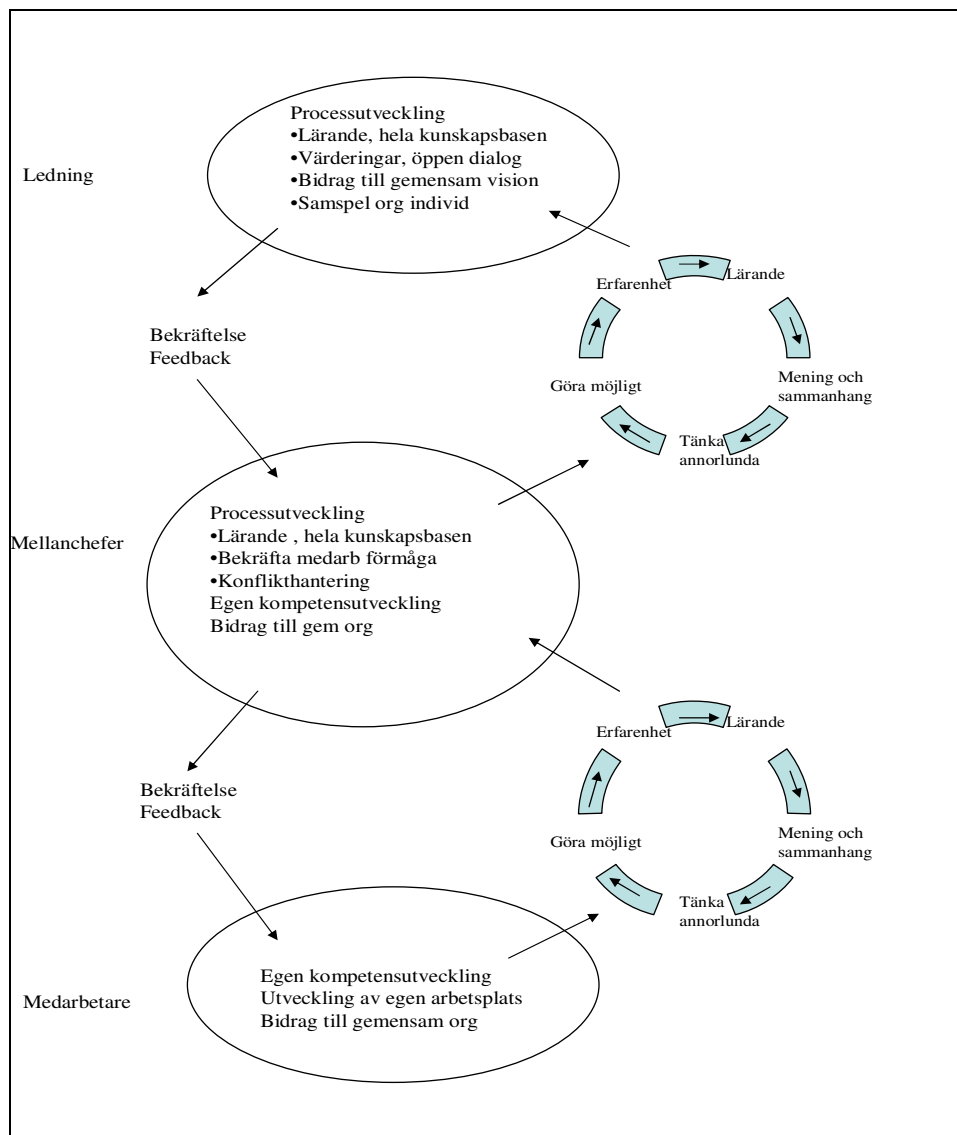 Processutveckling
•Lärande, hela kunskapsbasen
•Värderingar, öppen dialog
•Bidrag till gemensam vision
•Samspel org individ
Ledning
Erfarenhet
Lärande
Bekräftelse
Feedback
Göra möjligt
Mening och
sammanhang
Tänka
annorlunda
Mellanchefer
Processutveckling
•Lärande , hela kunskapsbasen
•Bekräfta medarb förmåga
•Konflikthantering
Egen kompetensutveckling
Bidrag till gem org
Erfarenhet
Lärande
Bekräftelse
Feedback
Göra möjligt
Mening och
sammanhang
Tänka
annorlunda
Medarbetare
Egen kompetensutveckling
Utveckling av egen arbetsplats
Bidrag till gemensam org